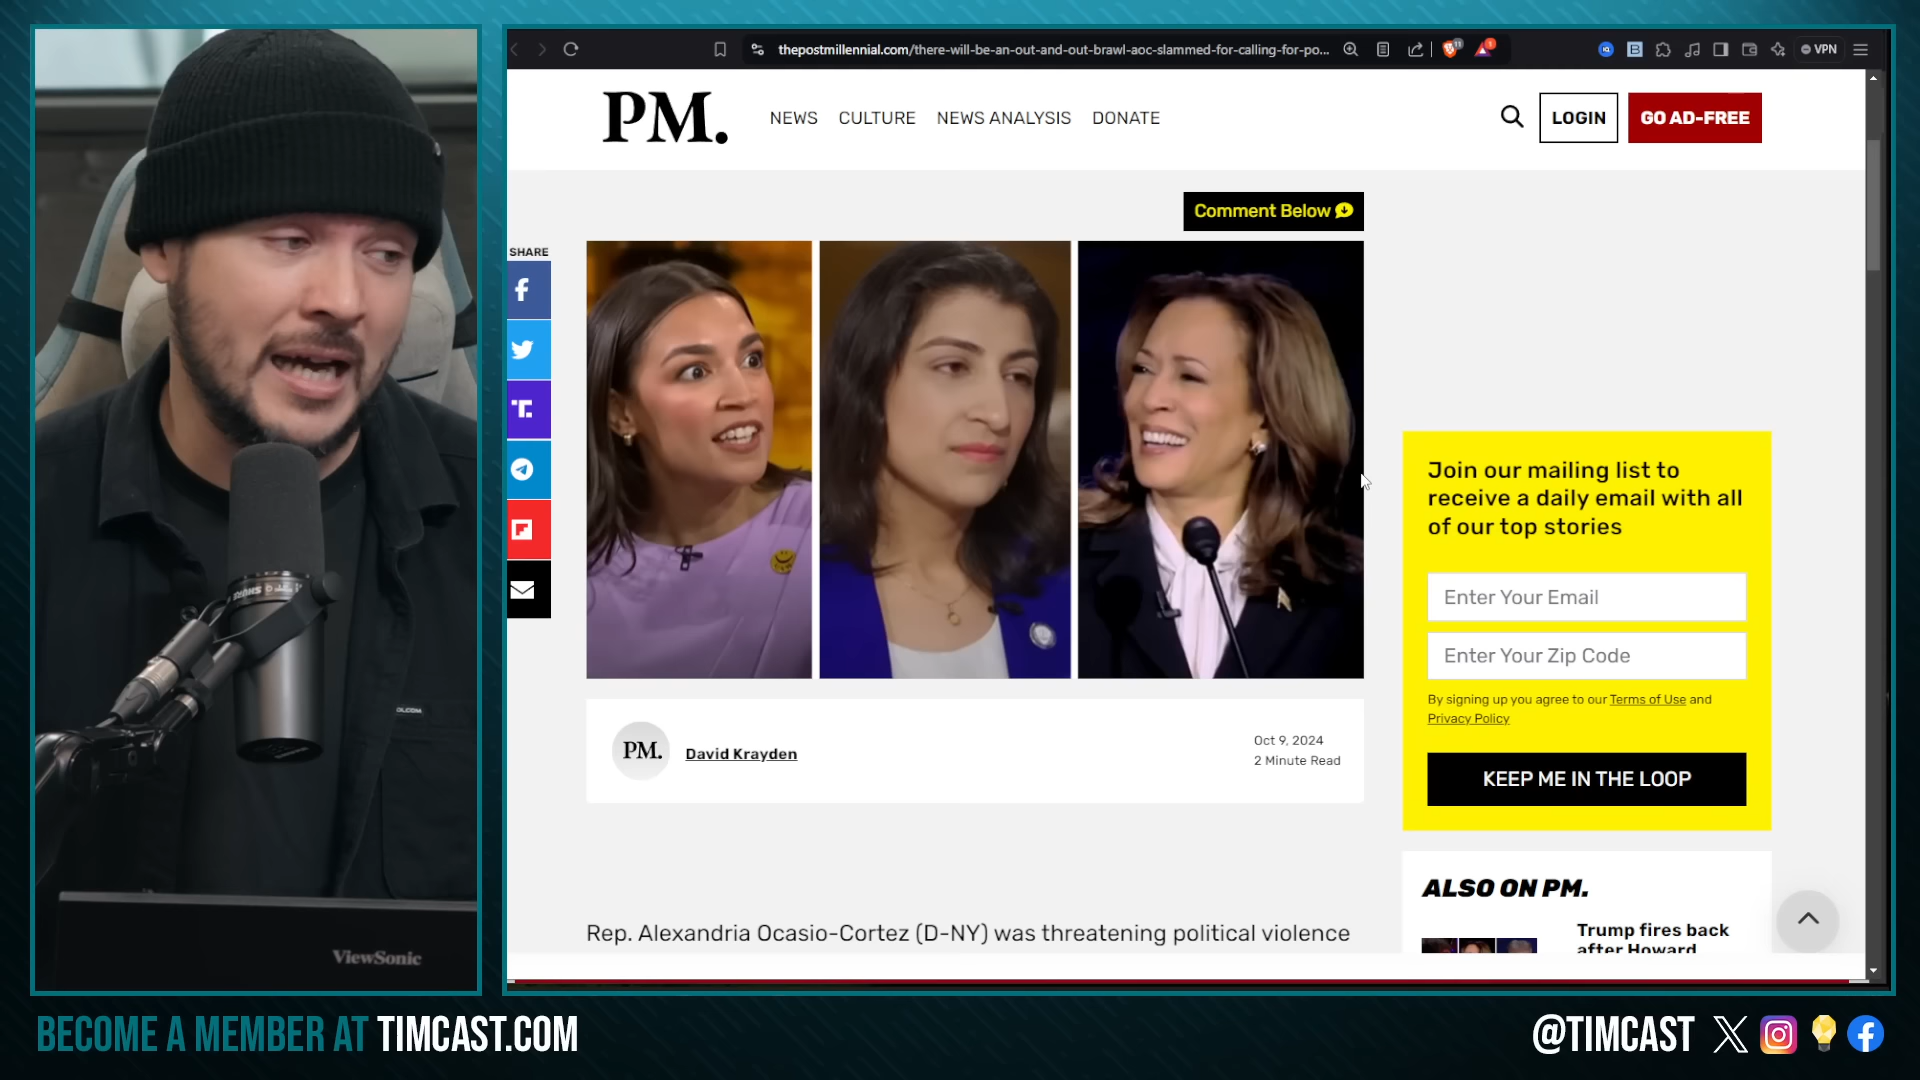 thepostmillennial.com/there-will-be-an-out-and-out-brawl-aoc-slammed-for-calling-for-po...
VPN
PM.
NEWS CULTURE NEWS ANALYSIS DONATE
LOGIN
GO AD-FREE
Comment Below
SHARE
Join our mailing list to
receive a daily email with all
of our top stories
Enter Your Email
Enter Your Zip Code
By signing up you agree to our Terms of Use and
Privacy Policy
KEEP ME IN THE LOOP
PM.
David Krayden
Oct 9, 2024
2 Minute Read
ALSO ON PM.
Trump fires back
after Howard
Rep. Alexandria Ocasio-Cortez (D-NY) was threatening political violence
ViewSonic
BECOME A MEMBER AT TIMCAST.COM
@TIMCAST